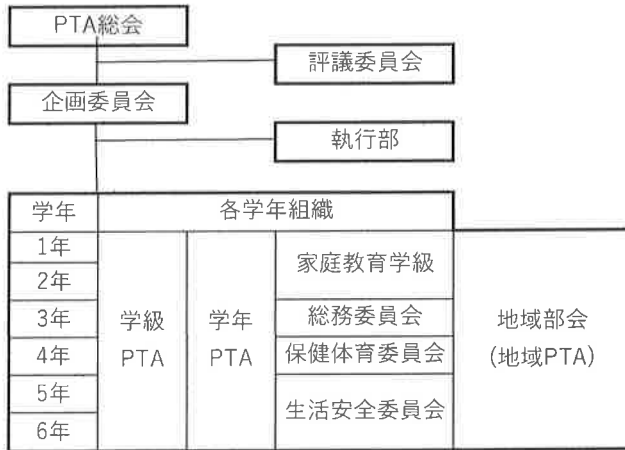 PTA総会
評議委員会
企画委員会
執行部
学年
各学年組織
1年
2年
3年
4年
5年
6年
学級
PTA
学年
PTA
家庭教育学級
総務委員会
保健体育委員会
生活安全委員会
地域部会
(地域PTA)